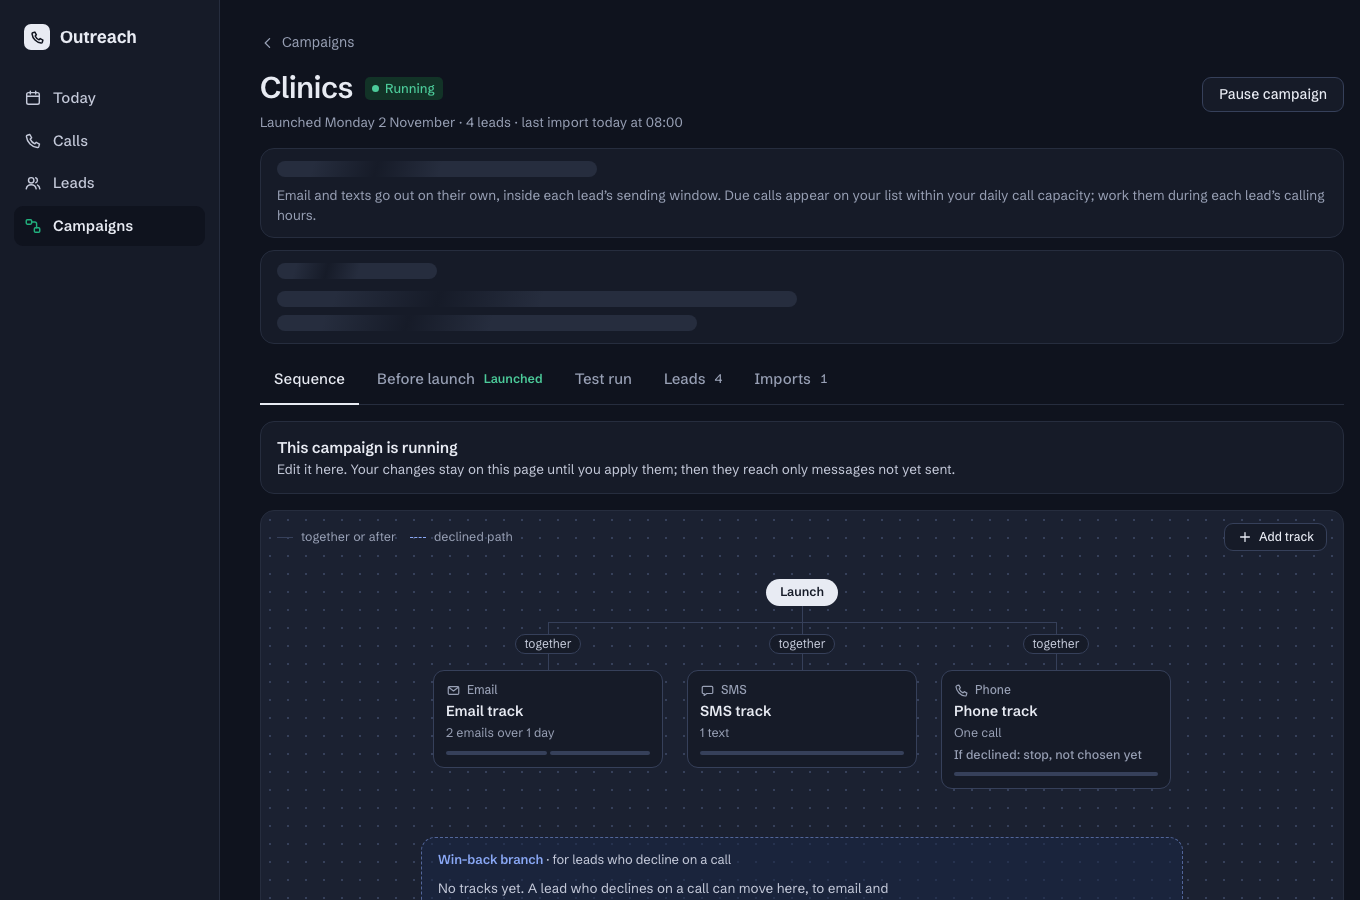 Outreach
Today
Calls
Leads
Campaigns
Campaigns
Clinics
Running
Pause campaign
Launched Monday 2 November · 4 leads · last import today at 08:00
Email and texts go out on their own, inside each lead’s sending window. Due calls appear on your list within your daily call capacity; work them during each lead’s calling
hours.
Sequence
Before launch Launched
Test run
Leads 4
Imports 1
This campaign is running
Edit it here. Your changes stay on this page until you apply them; then they reach only messages not yet sent.
together or after
declined path
Add track
Launch
together
together
together
Email
Email track
2 emails over 1 day
SMS
SMS track
1 text
Phone
Phone track
One call
If declined: stop, not chosen yet
Win-back branch · for leads who decline on a call
No tracks yet. A lead who declines on a call can move here, to email and